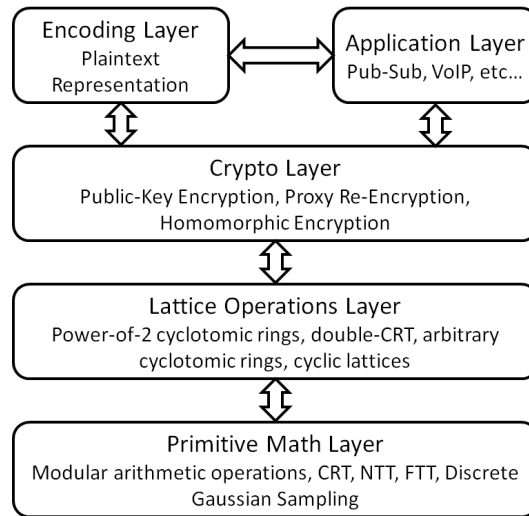 Encoding Layer
Plaintext
Representation
Application Layer
Pub-Sub, VoIP, etc...
Crypto Layer
Public-Key Encryption, Proxy Re-Encryption,
Homomorphic Encryption
Lattice Operations Layer
Power-of-2 cyclotomic rings, double-CRT, arbitrary
cyclotomic rings, cyclic lattices
Primitive Math Layer
Modular arithmetic operations, CRT, NTT, FTT, Discrete
Gaussian Sampling